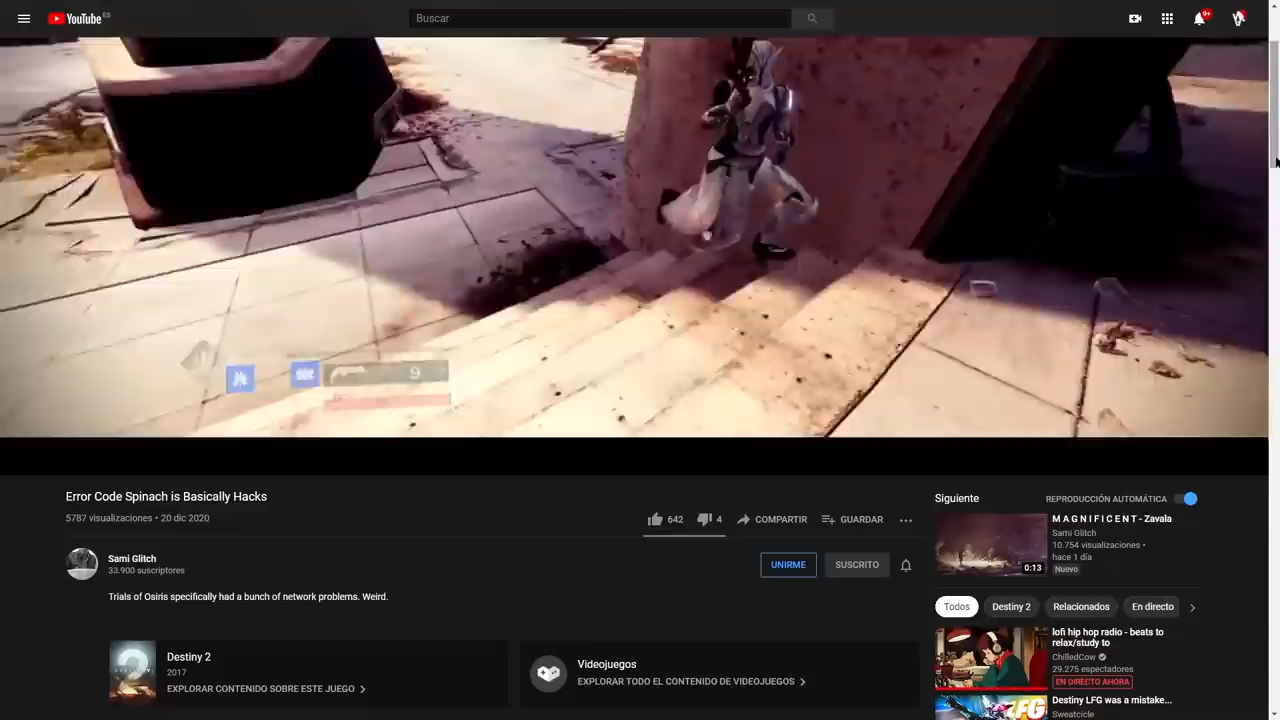 YouTube ES
Buscar
9+
9
Error Code Spinach is Basically Hacks
5787 visualizaciones • 20 dic 2020
642
4
COMPARTIR
GUARDAR
Sami Glitch
33.900 suscriptores
UNIRME
SUSCRITO
Trials of Osiris specifically had a bunch of network problems. Weird.
Destiny 2
2017
EXPLORAR CONTENIDO SOBRE ESTE JUEGO
Videojuegos
EXPLORAR TODO EL CONTENIDO DE VIDEOJUEGOS
Siguiente
REPRODUCCIÓN AUTOMÁTICA
M A G N I F I C E N T - Zavala
Sami Glitch
10.754 visualizaciones •
hace 1 día
Nuevo
0:13
Todos
Destiny 2
Relacionados
En directo
lofi hip hop radio - beats to
relax/study to
ChilledCow
29.275 espectadores
EN DIRECTO AHORA
Destiny LFG was a mistake...
Sweatcicle
LFG